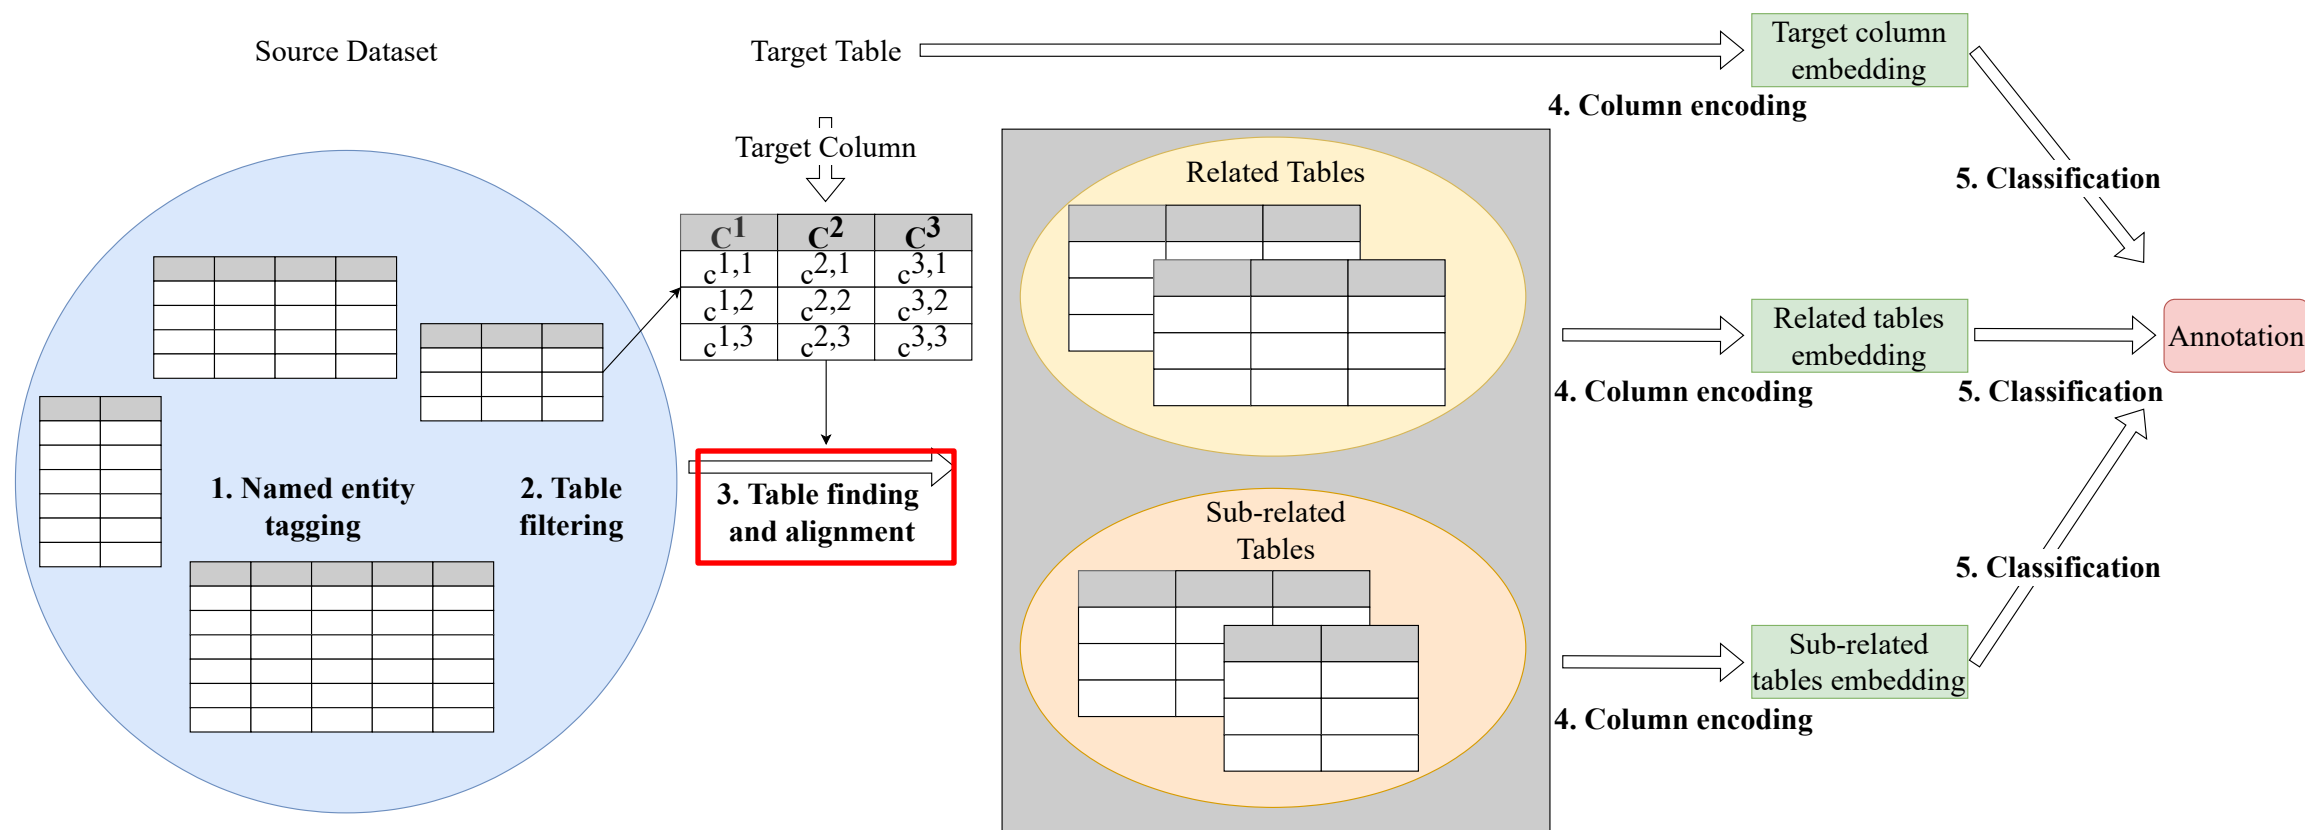 Source Dataset
Target Table
Target column
embedding
4. Column encoding
Target Column
5. Classification
Related Tables
C1 C2 C3
c1,1 c2,1 c3,1
c1,2 c2,2 c3,2
c1,3 c2,3 c3,3
Related tables
embedding
Annotation
4. Column encoding
5. Classification
1. Named entity
tagging
2. Table
filtering
3. Table finding
and alignment
Sub-related
Tables
5. Classification
Sub-related
tables embedding
4. Column encoding